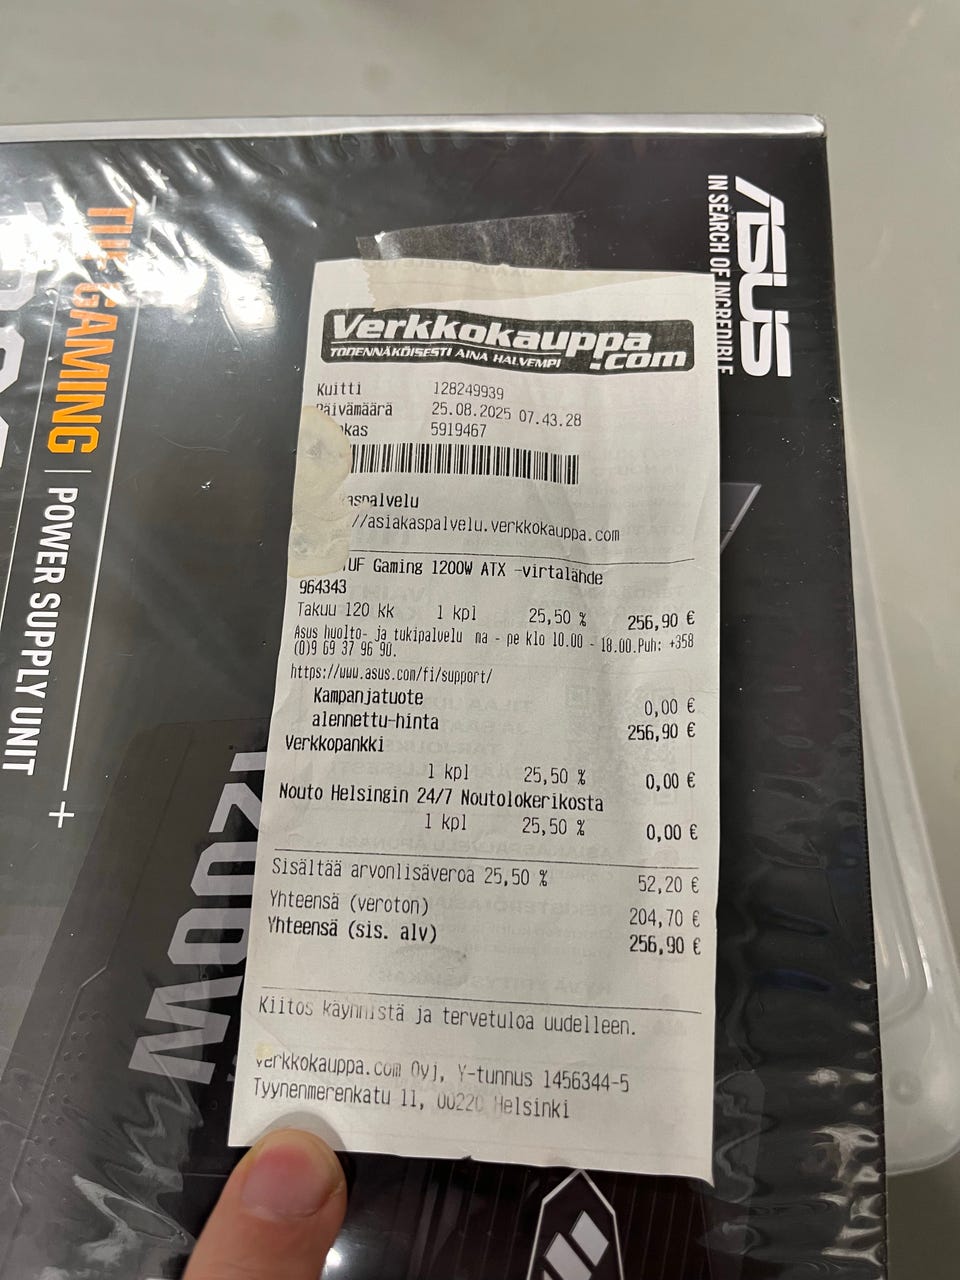 ASUS
IN SEARCH OF INCREDIBLE
GAMING
POWER SUPPLY UNIT
1200W
Verkkokauppa
.com
TODENNÄKÖISESTI AINA HALVEMPI
Kuitti 128249939
Päivämäärä 25.08.2025 07.43.28
5919467
//asiakaspalvelu.verkkokauppa.com
Gaming 1200W ATX -virtalähde
964343
Takuu 120 kk 1 kpl 25,50 % 256,90 €
Asus huolto- ja tukipalvelu ma - pe klo 10.00 - 18.00.Puh: +358
(0)9 69 37 96 90.
https://www.asus.com/fi/support/
Kampanjatuote 0,00 €
alennettu-hinta 256,90 €
Verkkopankki
1 kpl 25,50 % 0,00 €
Nouto Helsingin 24/7 Noutolokerikosta
1 kpl 25,50 % 0,00 €
Sisältää arvonlisäveroa 25,50 % 52,20 €
Yhteensä (veroton) 204,70 €
Yhteensä (sis. alv) 256,90 €
Kiitos käynnistä ja tervetuloa uudelleen.
Verkkokauppa.com Oyj, Y-tunnus 1456344-5
Tyynenmerenkatu 11, 00220 Helsinki